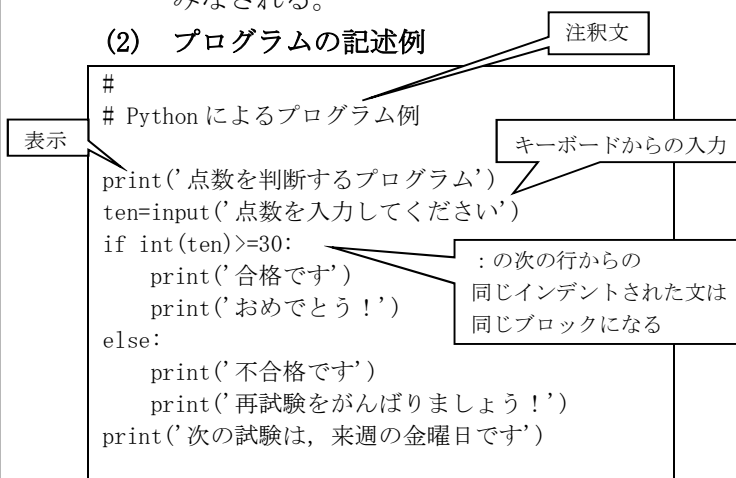 みなされる。
(2) プログラムの記述例
注釈文
#
# Python によるプログラム例
表示
キーボードからの入力
print('点数を判断するプログラム')
ten=input('点数を入力してください')
if int(ten)>=30:
    print('合格です')
    print('おめでとう！')
：の次の行からの
同じインデントされた文は
同じブロックになる
else:
    print('不合格です')
    print('再試験をがんばりましょう！')
print('次の試験は，来週の金曜日です')